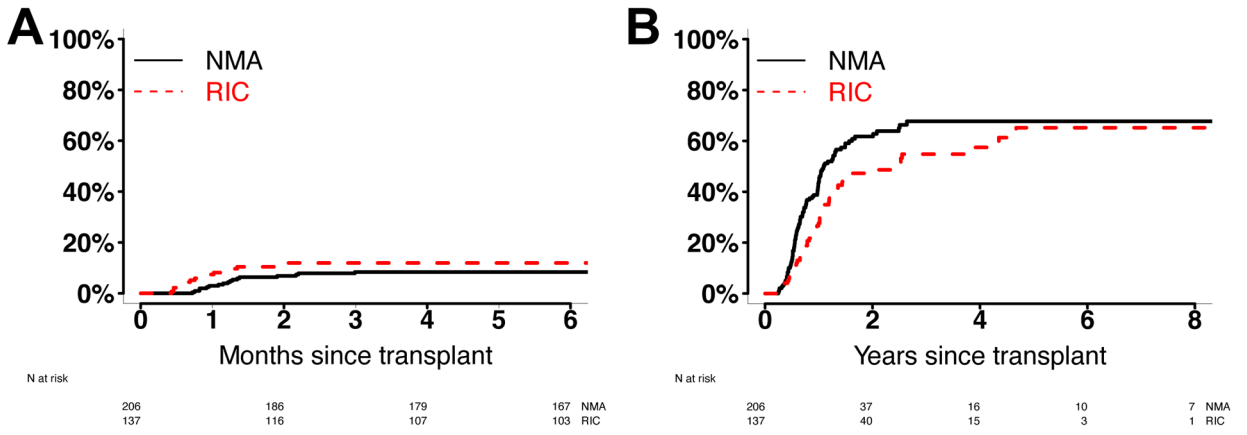 A
100%
80%
60%
40%
20%
0%
NMA
RIC
0 1 2 3 4 5 6
Months since transplant
N at risk
206 186 179 167 NMA
137 116 107 103 RIC
B
100%
80%
60%
40%
20%
0%
NMA
RIC
0 2 4 6 8
Years since transplant
N at risk
206 37 16 10 7 NMA
137 40 15 3 1 RIC